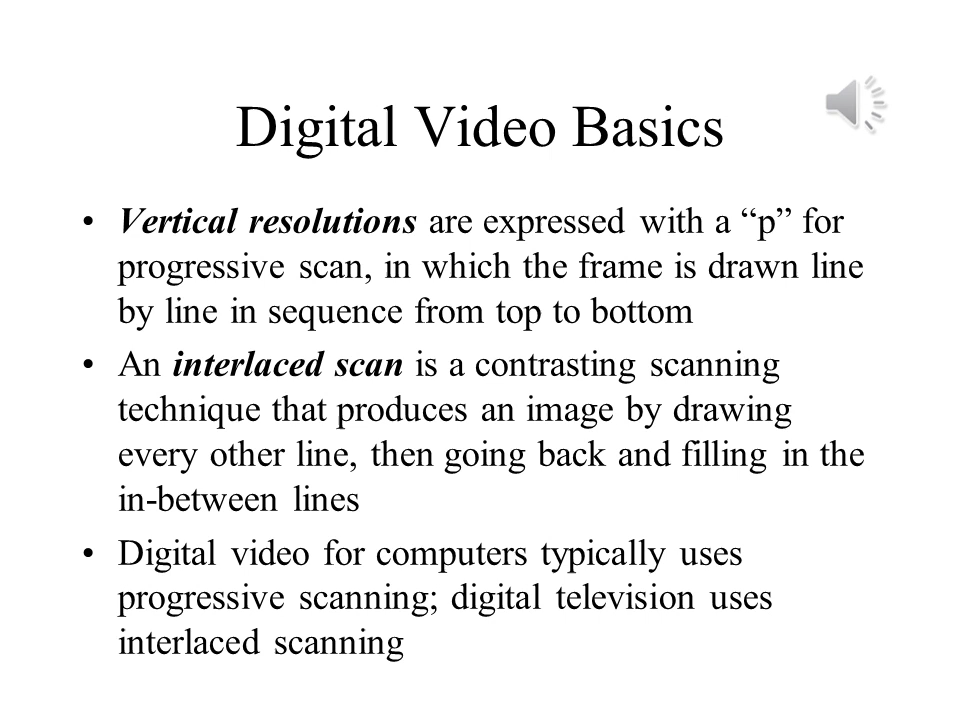 Digital Video Basics
• Vertical resolutions are expressed with a “p” for
progressive scan, in which the frame is drawn line
by line in sequence from top to bottom
• An interlaced scan is a contrasting scanning
technique that produces an image by drawing
every other line, then going back and filling in the
in-between lines
• Digital video for computers typically uses
progressive scanning; digital television uses
interlaced scanning